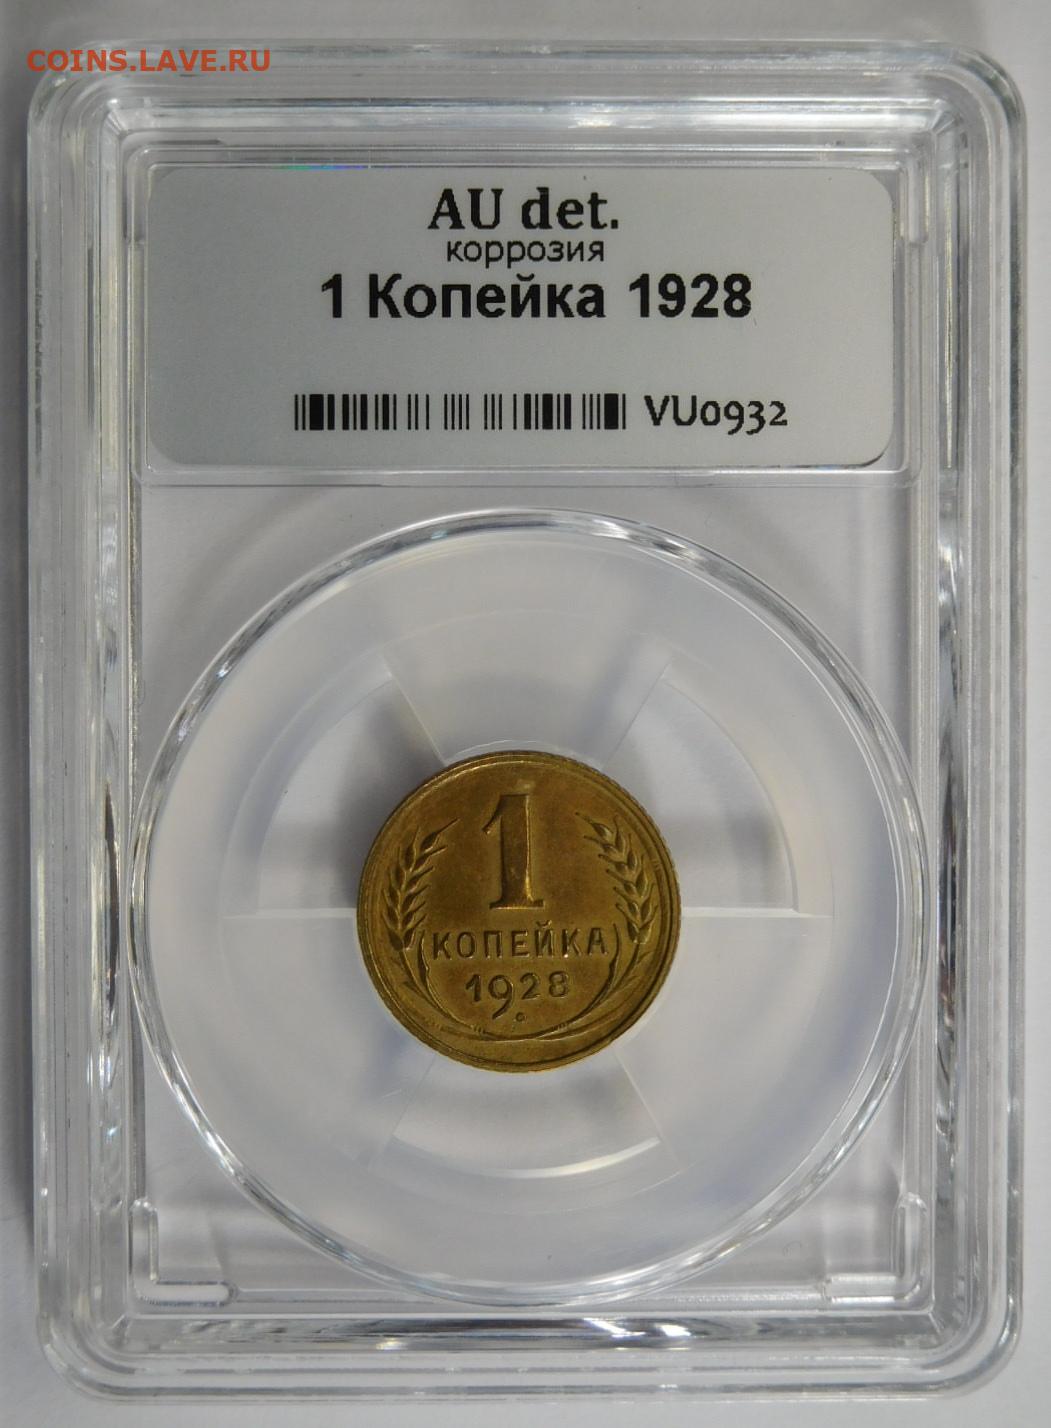 COINS.LAVE.RU
AU det.
коррозия
1 Копейка 1928
VU0932
1
КОПЕЙКА
1928